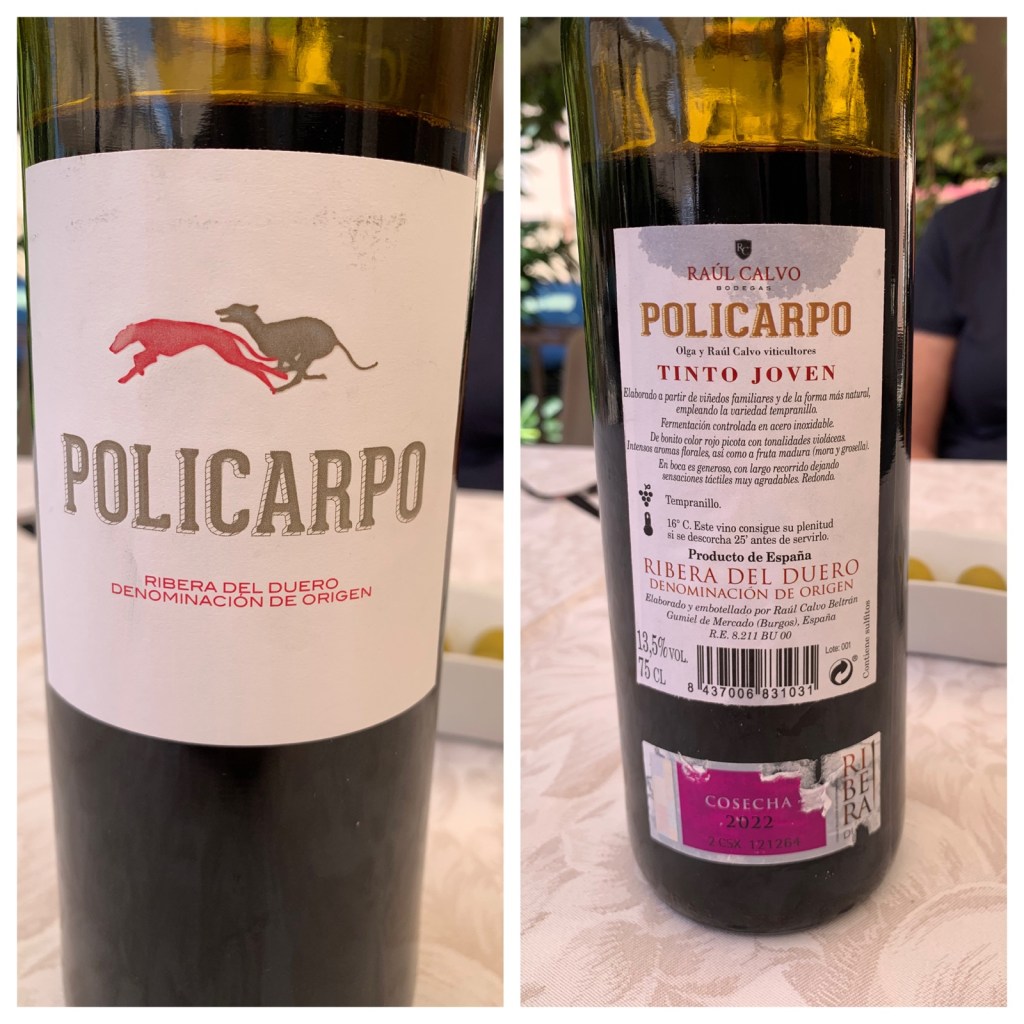 POLICARPO
RIBERA DEL DUERO
DENOMINACIÓN DE ORIGEN
RC
RAÚL CALVO
BODEGAS
POLICARPO
Olga y Raúl Calvo viticultores
TINTO JOVEN
Elaborado a partir de viñedos familiares y de la forma más natural,
empleando la variedad tempranillo.
Fermentación controlada en acero inoxidable.
De bonito color rojo picota con tonalidades violáceas.
Intensos aromas florales, así como a fruta madura (mora y grosella).
En boca es generoso, con largo recorrido dejando
sensaciones táctiles muy agradables. Redondo.
Tempranillo.
16° C. Este vino consigue su plenitud
si se descorcha 25' antes de servirlo.
Producto de España
RIBERA DEL DUERO
DENOMINACIÓN DE ORIGEN
Elaborado y embotellado por Raúl Calvo Beltrán
Gumiel de Mercado (Burgos), España
R.E. 8.211 BU 00
13,5% VOL.
75 CL
8 437006 831031
Lote: 001
Contiene sulfitos
COSECHA
2022
2 CSX 121264
RI
BE
RA